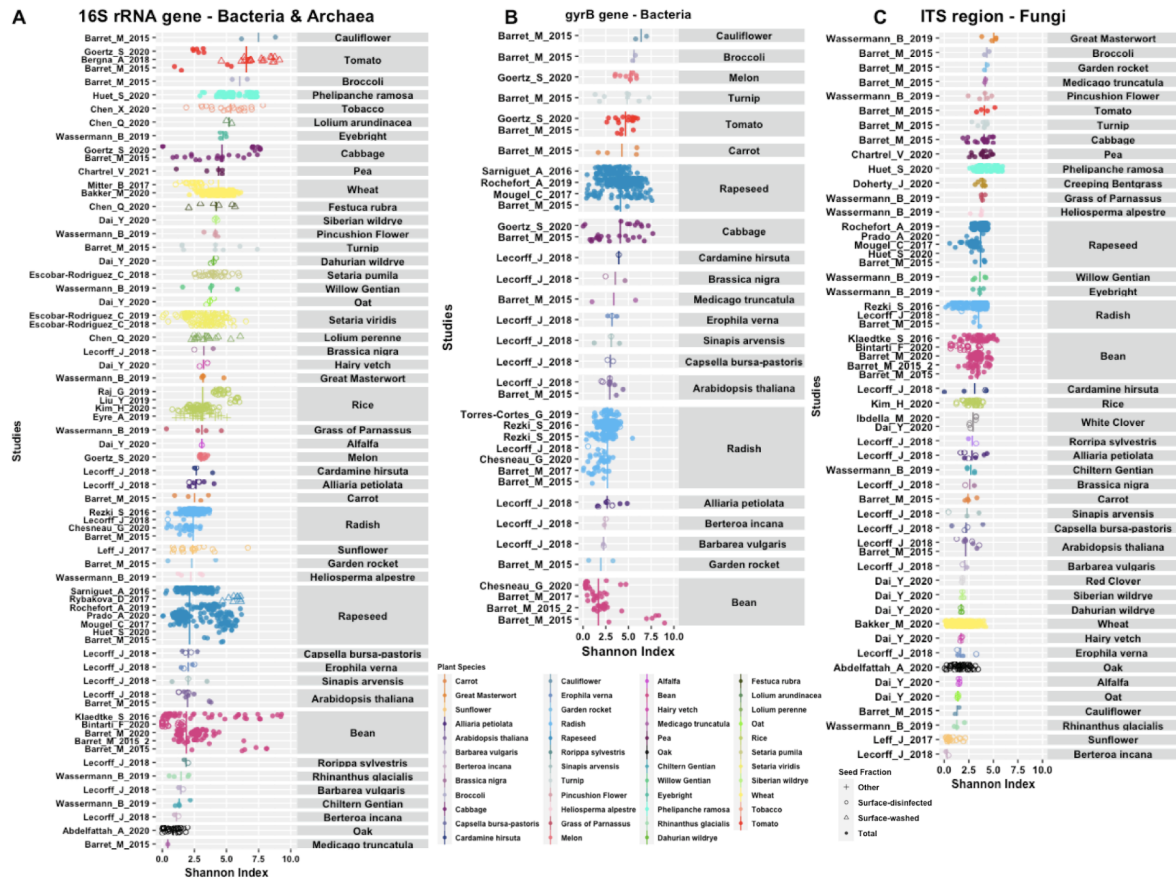 A
16S rRNA gene - Bacteria & Archaea
Barret_M_2015
Cauliflower
Goertz_S_2020
Bergna_A_2018
Barret_M_2015
Tomato
Barret_M_2015
Broccoli
Huet_S_2020
Phelipanche ramosa
Chen_X_2020
Tobacco
Chen_Q_2020
Lolium arundinacea
Wassermann_B_2019
Eyebright
Goertz_S_2020
Barret_M_2015
Cabbage
Chartrel_V_2021
Pea
Mitter_B_2017
Bakker_M_2020
Wheat
Chen_Q_2020
Festuca rubra
Dai_Y_2020
Siberian wildrye
Wassermann_B_2019
Pincushion Flower
Barret_M_2015
Turnip
Dai_Y_2020
Dahurian wildrye
Escobar-Rodriguez_C_2018
Setaria pumila
Wassermann_B_2019
Willow Gentian
Dai_Y_2020
Oat
Escobar-Rodriguez_C_2019
Escobar-Rodriguez_C_2018
Setaria viridis
Chen_Q_2020
Lolium perenne
Lecorff_J_2018
Brassica nigra
Dai_Y_2020
Hairy vetch
Wassermann_B_2019
Great Masterwort
Raj_G_2019
Liu_Y_2019
Kim_H_2020
Eyre_A_2019
Rice
Wassermann_B_2019
Grass of Parnassus
Dai_Y_2020
Alfalfa
Goertz_S_2020
Melon
Lecorff_J_2018
Cardamine hirsuta
Lecorff_J_2018
Alliaria petiolata
Barret_M_2015
Carrot
Rezki_S_2016
Lecorff_J_2018
Chesneau_G_2020
Barret_M_2015
Radish
Leff_J_2017
Sunflower
Barret_M_2015
Garden rocket
Wassermann_B_2019
Heliosperma alpestre
Sarniguet_A_2016
Rybakova_D_2017
Rochefort_A_2019
Prado_A_2020
Mougel_C_2017
Huet_S_2020
Barret_M_2015
Rapeseed
Lecorff_J_2018
Capsella bursa-pastoris
Lecorff_J_2018
Erophila verna
Lecorff_J_2018
Sinapis arvensis
Lecorff_J_2018
Barret_M_2015
Arabidopsis thaliana
Klaedtke_S_2016
Bintarti_F_2020
Barret_M_2020
Barret_M_2015_2
Barret_M_2015
Bean
Lecorff_J_2018
Rorippa sylvestris
Wassermann_B_2019
Rhinanthus glacialis
Lecorff_J_2018
Barbarea vulgaris
Wassermann_B_2019
Chiltern Gentian
Lecorff_J_2018
Berteroa incana
Abdelfattah_A_2020
Oak
Barret_M_2015
Medicago truncatula
0.0 2.5 5.0 7.5 10.0
Shannon Index
Studies
B
gyrB gene - Bacteria
Barret_M_2015
Cauliflower
Barret_M_2015
Broccoli
Goertz_S_2020
Melon
Barret_M_2015
Turnip
Goertz_S_2020
Barret_M_2015
Tomato
Barret_M_2015
Carrot
Sarniguet_A_2016
Rochefort_A_2019
Mougel_C_2017
Barret_M_2015
Rapeseed
Goertz_S_2020
Barret_M_2015
Cabbage
Lecorff_J_2018
Cardamine hirsuta
Lecorff_J_2018
Brassica nigra
Barret_M_2015
Medicago truncatula
Lecorff_J_2018
Erophila verna
Lecorff_J_2018
Sinapis arvensis
Lecorff_J_2018
Capsella bursa-pastoris
Lecorff_J_2018
Barret_M_2015
Arabidopsis thaliana
Torres-Cortes_G_2019
Rezki_S_2016
Rezki_S_2015
Lecorff_J_2018
Chesneau_G_2020
Barret_M_2017
Barret_M_2015
Radish
Lecorff_J_2018
Alliaria petiolata
Lecorff_J_2018
Berteroa incana
Lecorff_J_2018
Barbarea vulgaris
Barret_M_2015
Garden rocket
Chesneau_G_2020
Barret_M_2017
Barret_M_2015_2
Barret_M_2015
Bean
0.0 2.5 5.0 7.5 10.0
Shannon Index
Studies
Plant Species
Carrot
Great Masterwort
Sunflower
Alliaria petiolata
Arabidopsis thaliana
Barbarea vulgaris
Berteroa incana
Brassica nigra
Broccoli
Cabbage
Capsella bursa-pastoris
Cardamine hirsuta
Cauliflower
Erophila verna
Garden rocket
Radish
Rapeseed
Rorippa sylvestris
Sinapis arvensis
Turnip
Pincushion Flower
Heliosperma alpestre
Grass of Parnassus
Melon
Alfalfa
Bean
Hairy vetch
Medicago truncatula
Pea
Oak
Chiltern Gentian
Willow Gentian
Eyebright
Phelipanche ramosa
Rhinanthus glacialis
Dahurian wildrye
Festuca rubra
Lolium arundinacea
Lolium perenne
Oat
Rice
Setaria pumila
Setaria viridis
Siberian wildrye
Wheat
Tobacco
Tomato
C
ITS region - Fungi
Wassermann_B_2019
Great Masterwort
Barret_M_2015
Broccoli
Barret_M_2015
Garden rocket
Barret_M_2015
Medicago truncatula
Wassermann_B_2019
Pincushion Flower
Barret_M_2015
Tomato
Barret_M_2015
Turnip
Barret_M_2015
Cabbage
Chartrel_V_2020
Pea
Huet_S_2020
Phelipanche ramosa
Doherty_J_2020
Creeping Bentgrass
Wassermann_B_2019
Grass of Parnassus
Wassermann_B_2019
Heliosperma alpestre
Rochefort_A_2019
Prado_A_2020
Mougel_C_2017
Huet_S_2020
Barret_M_2015
Rapeseed
Wassermann_B_2019
Willow Gentian
Wassermann_B_2019
Eyebright
Rezki_S_2016
Lecorff_J_2018
Barret_M_2015
Radish
Klaedtke_S_2016
Bintarti_F_2020
Barret_M_2020
Barret_M_2015_2
Barret_M_2015
Bean
Lecorff_J_2018
Cardamine hirsuta
Kim_H_2020
Rice
Ibdella_M_2020
Dai_Y_2020
White Clover
Lecorff_J_2018
Rorripa sylvestris
Lecorff_J_2018
Alliaria petiolata
Wassermann_B_2019
Chiltern Gentian
Lecorff_J_2018
Brassica nigra
Barret_M_2015
Carrot
Lecorff_J_2018
Sinapis arvensis
Lecorff_J_2018
Capsella bursa-pastoris
Lecorff_J_2018
Barret_M_2015
Arabidopsis thaliana
Lecorff_J_2018
Barbarea vulgaris
Dai_Y_2020
Red Clover
Dai_Y_2020
Siberian wildrye
Dai_Y_2020
Dahurian wildrye
Bakker_M_2020
Wheat
Dai_Y_2020
Hairy vetch
Lecorff_J_2018
Erophila verna
Abdelfattah_A_2020
Oak
Dai_Y_2020
Alfalfa
Dai_Y_2020
Oat
Barret_M_2015
Cauliflower
Wassermann_B_2019
Rhinanthus glacialis
Leff_J_2017
Sunflower
Lecorff_J_2018
Berteroa incana
0.0 2.5 5.0 7.5 10.0
Shannon Index
Studies
Seed Fraction
Other
Surface-disinfected
Surface-washed
Total